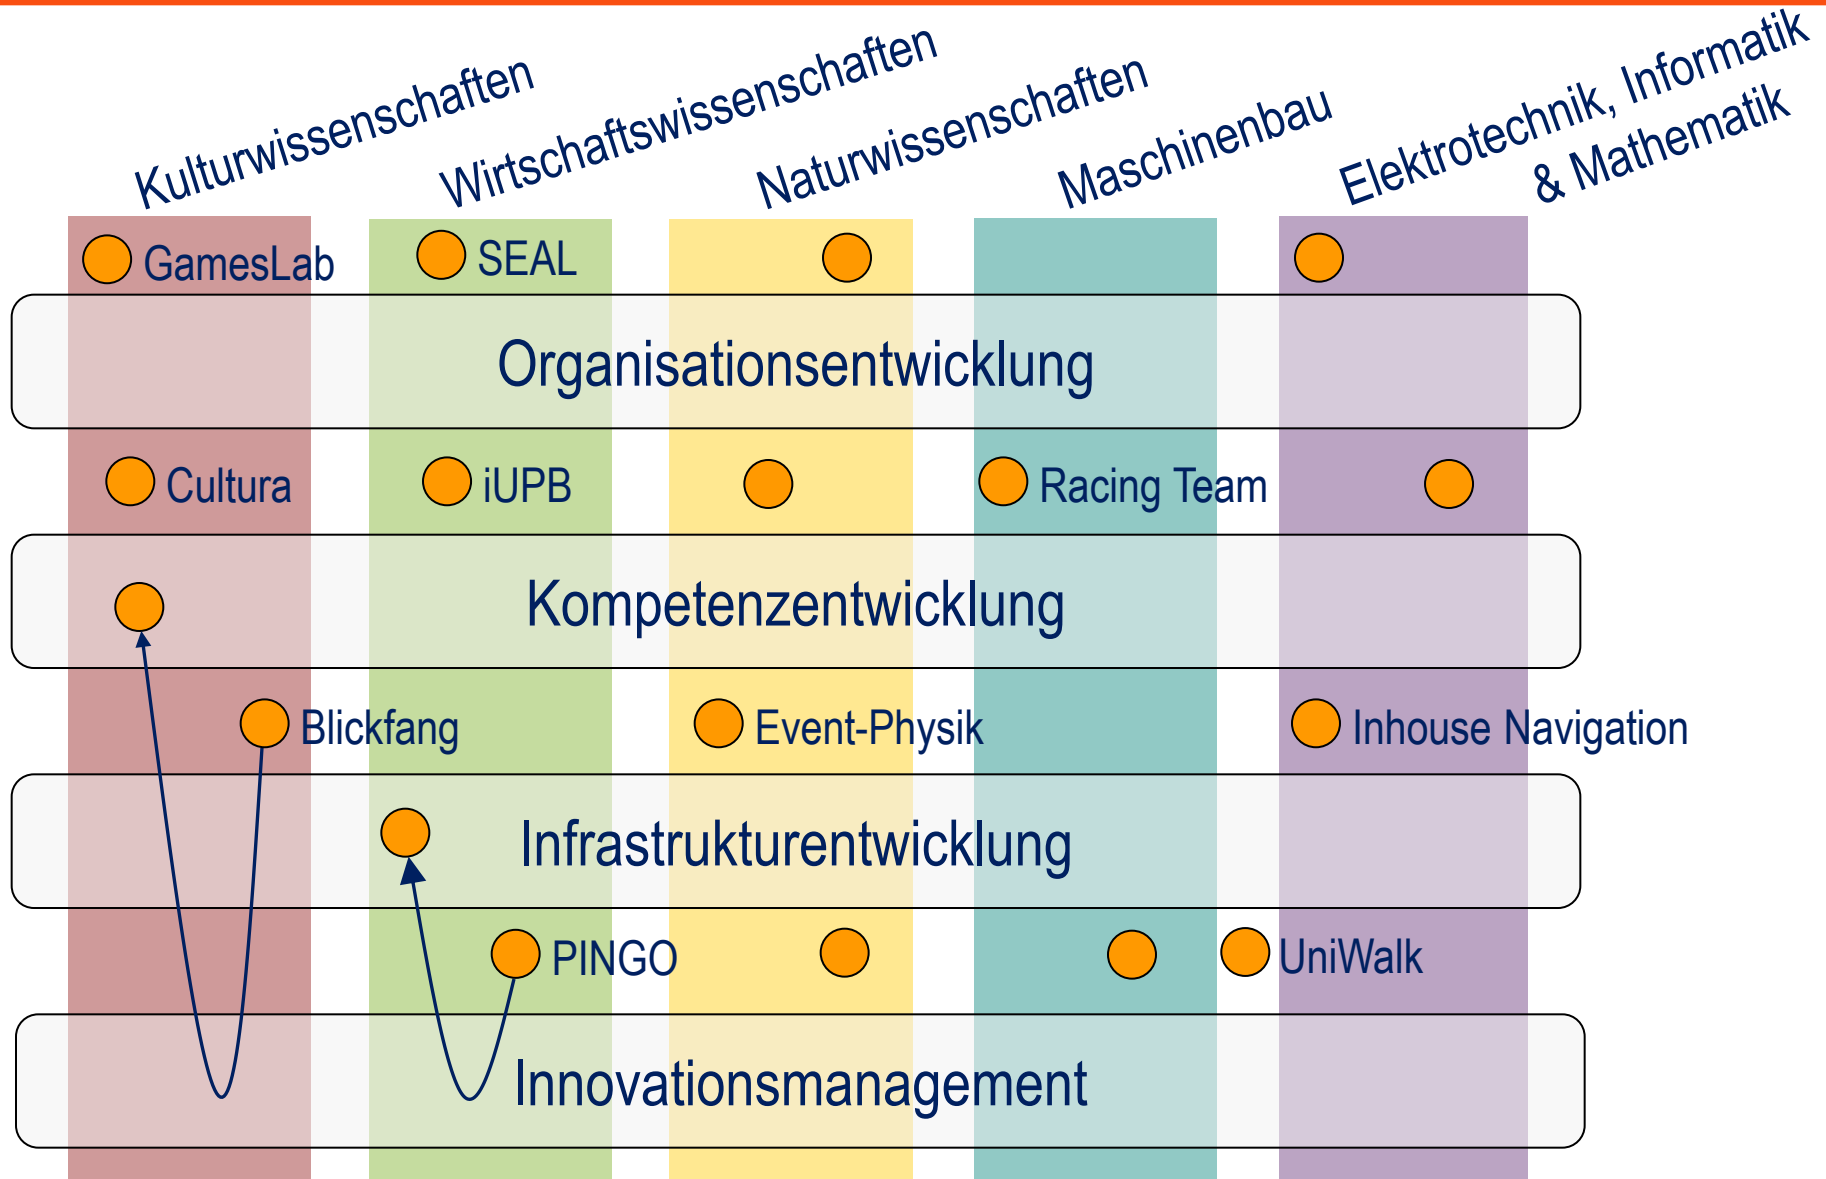 Kulturwissenschaften
Wirtschaftswissenschaften
Naturwissenschaften
Maschinenbau
Elektrotechnik, Informatik
& Mathematik
GamesLab
SEAL
Organisationsentwicklung
Cultura
iUPB
Racing Team
Kompetenzentwicklung
Blickfang
Event-Physik
Inhouse Navigation
Infrastrukturentwicklung
PINGO
UniWalk
Innovationsmanagement